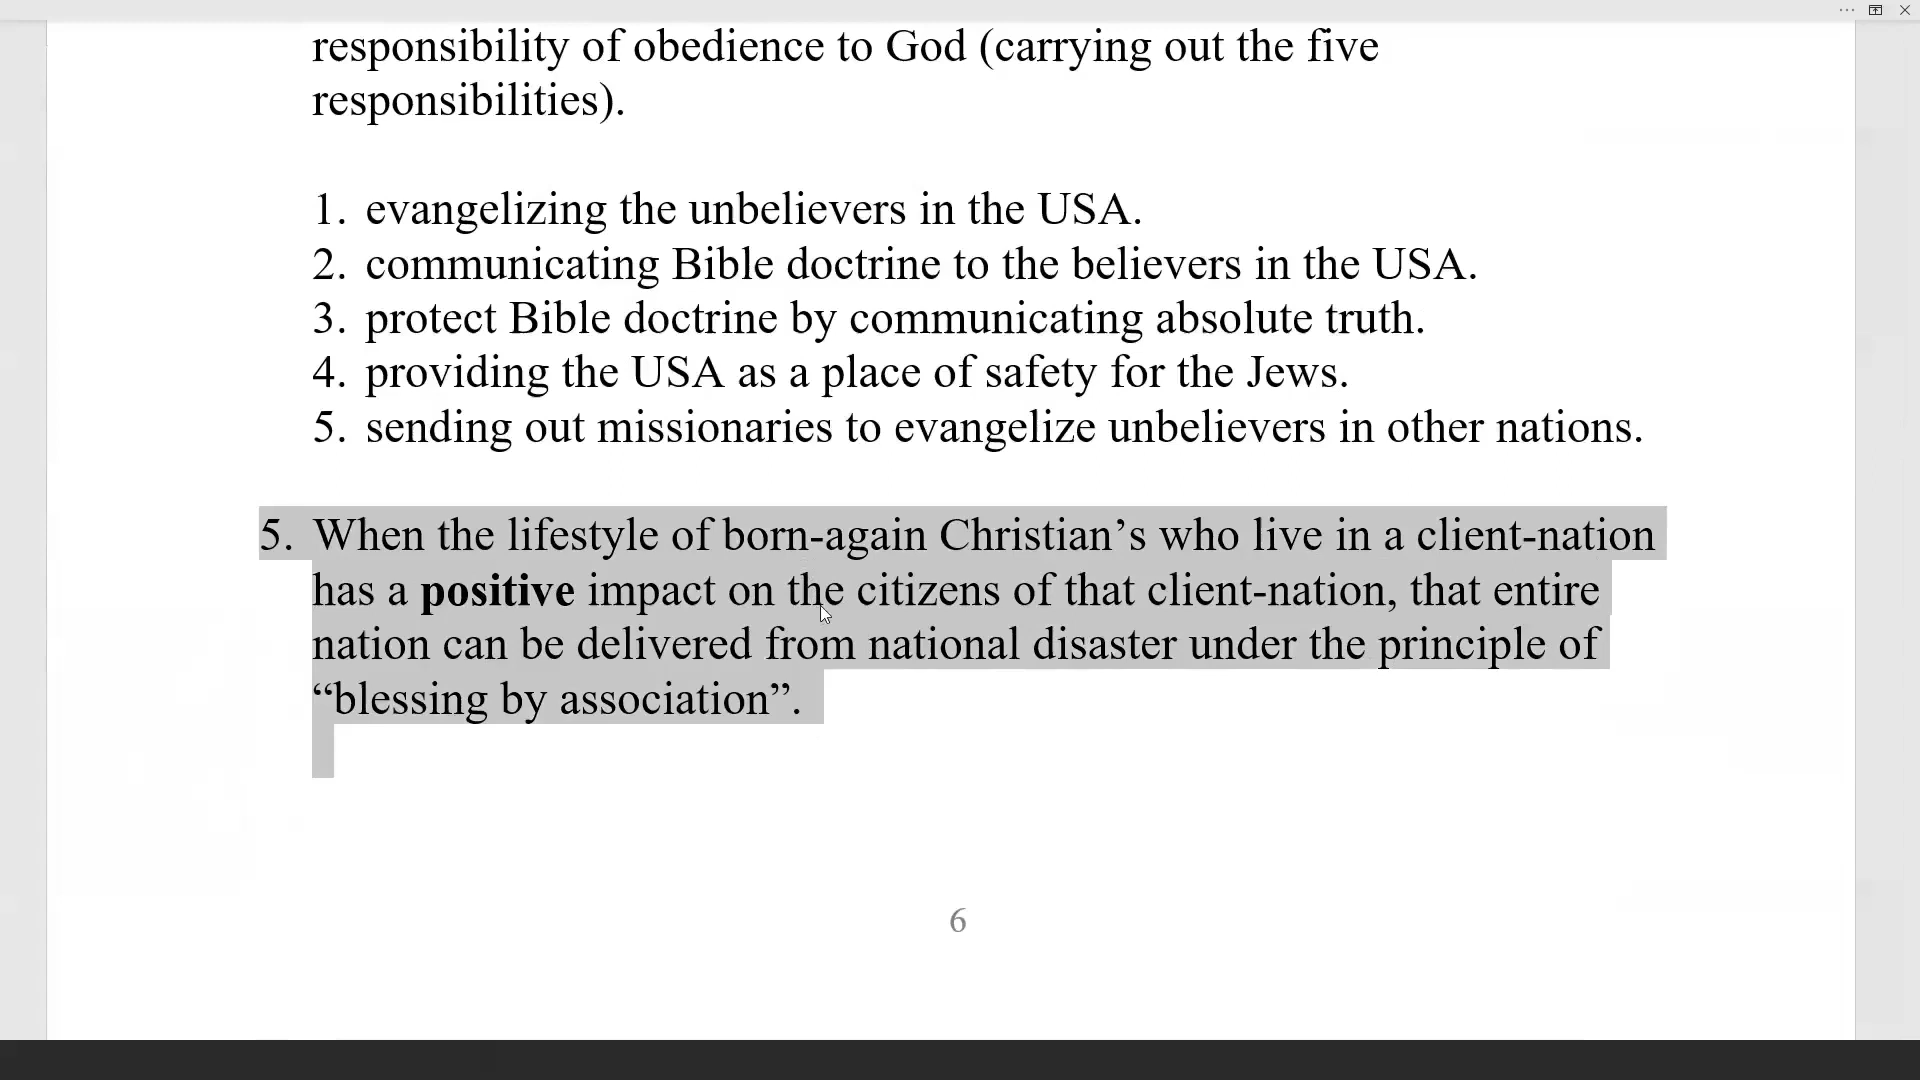 responsibility of obedience to God (carrying out the five
responsibilities).
1. evangelizing the unbelievers in the USA.
2. communicating Bible doctrine to the believers in the USA.
3. protect Bible doctrine by communicating absolute truth.
4. providing the USA as a place of safety for the Jews.
5. sending out missionaries to evangelize unbelievers in other nations.
5. When the lifestyle of born-again Christian’s who live in a client-nation
has a positive impact on the citizens of that client-nation, that entire
nation can be delivered from national disaster under the principle of
“blessing by association”.
6